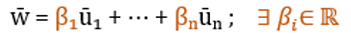 w̄ = β₁ū₁ + ⋯ + βₙūₙ ; ∃ βᵢ∈ℝ